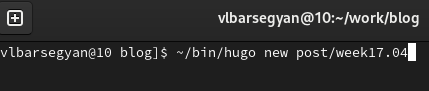 vlbarsegyan@10:~/work/blog
vlbarsegyan@10 blog]$ ~/bin/hugo new post/week17.04